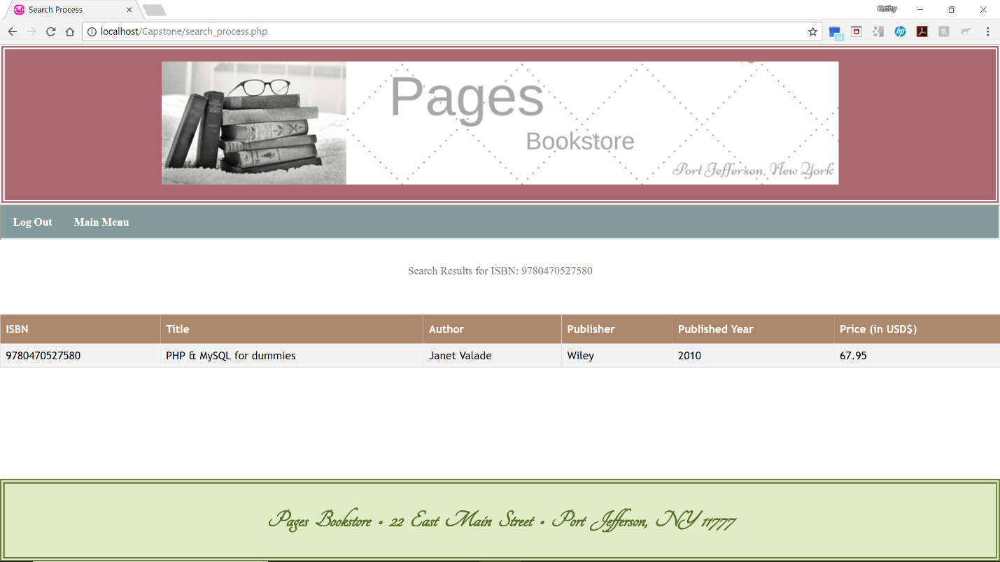 Search Process
Kathy
localhost/Capstone/search_process.php
Pages
Bookstore
Port Jefferson, New York
Log Out Main Menu
Search Results for ISBN: 9780470527580
ISBN Title Author Publisher Published Year Price (in USD$)
9780470527580 PHP & MySQL for dummies Janet Valade Wiley 2010 67.95
Pages Bookstore • 22 East Main Street • Port Jefferson, NY 11777